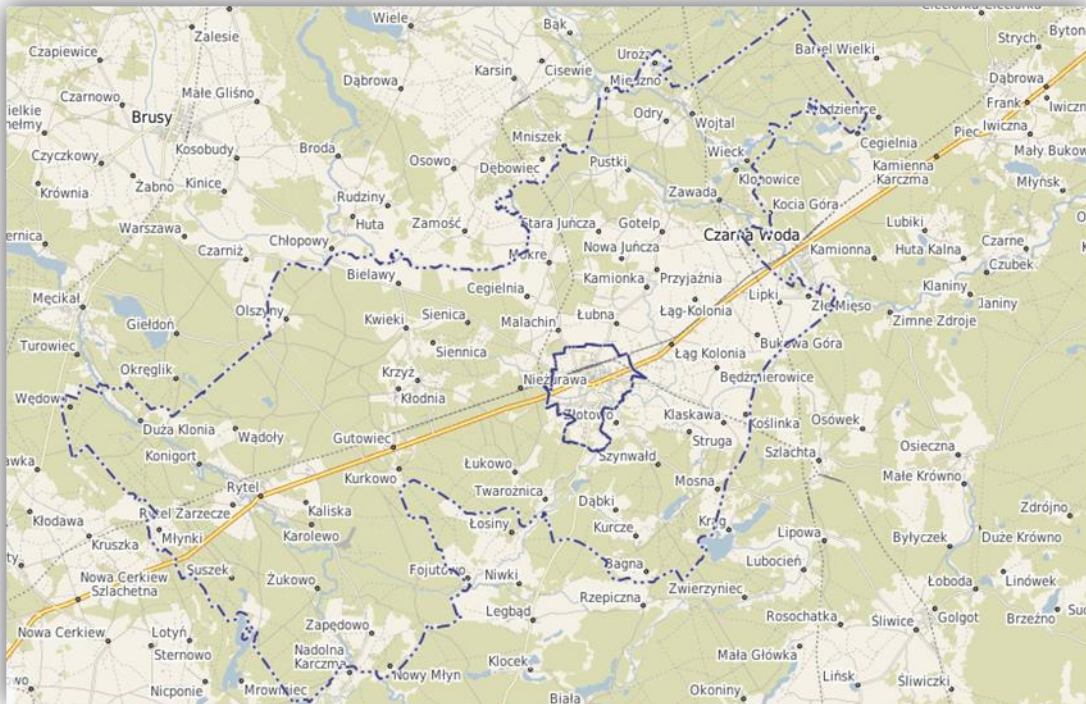 Zalesie
Wiele
Bąk
Strych
Czapiewice
Cisewie
Bartel Wielki
Karsin
Mieszno
Dąbrowa
Dąbrowa
Czarnowo
Małe Gliśno
Frank
Odry
Wojtal
Brusy
Iwiczna
Mniszek
Cegielnia
Czyczkowy
Kosobudy
Broda
Dębowiec
Pustki
Wieck
Osowo
Kamienna
Karczma
Klonowice
Żabno
Kinice
Krównia
Młyńsk
Rudziny
Zawada
Kocia Góra
Warszawa
Huta
Zamość
Stara Juńcza
Gotelp
Lubiki
Czarna Woda
Czarniż
Chłopowy
Nowa Juńcza
Kamionna
Huta Kalna
Czarne
Mokre
Bielawy
Kamionka
Przyjaźnia
Czubek
Męcikał
Cegielnia
Klaniny
Lipki
Złe Mięso
Janiny
Olszyny
Sienica
Łąg-Kolonia
Giełdoń
Kwieki
Malachin
Łubna
Zimne Zdroje
Turowiec
Siennica
Bukowa Góra
Łąg Kolonia
Okręglik
Krzyż
Nieżurawa
Będźmierowice
Kłodnia
Wędowo
Złotowo
Klaskawa
Koślinka
Osówek
Duża Klonia
Wądoły
Struga
Gutowiec
Osieczna
Konigort
Szlachta
Łukowo
Szynwałd
Kurkowo
Małe Krówno
Rytel
Twarożnica
Mosna
Kaliska
Dąbki
Zdrójno
Kłodawa
Rytel Zarzecze
Łosiny
Kurcze
Krąg
Młynki
Karolewo
Lipowa
Kruszka
Byłyczek
Duże Krówno
Lubocień
Suszek
Bagna
Nowa Cerkiew
Szlachetna
Żukowo
Fojutowo
Niwki
Łoboda
Linówek
Zwierzyniec
Rzepiczna
Legbąd
Rosochatka
Śliwice
Golgot
Brzeźno
Nowa Cerkiew
Lotyń
Zapędowo
Sternowo
Nadolna
Karczma
Mała Główka
Klocek
Nowy Młyn
Lińsk
Śliwiczki
Nicponie
Mrowiniec
Biała
Okoniny